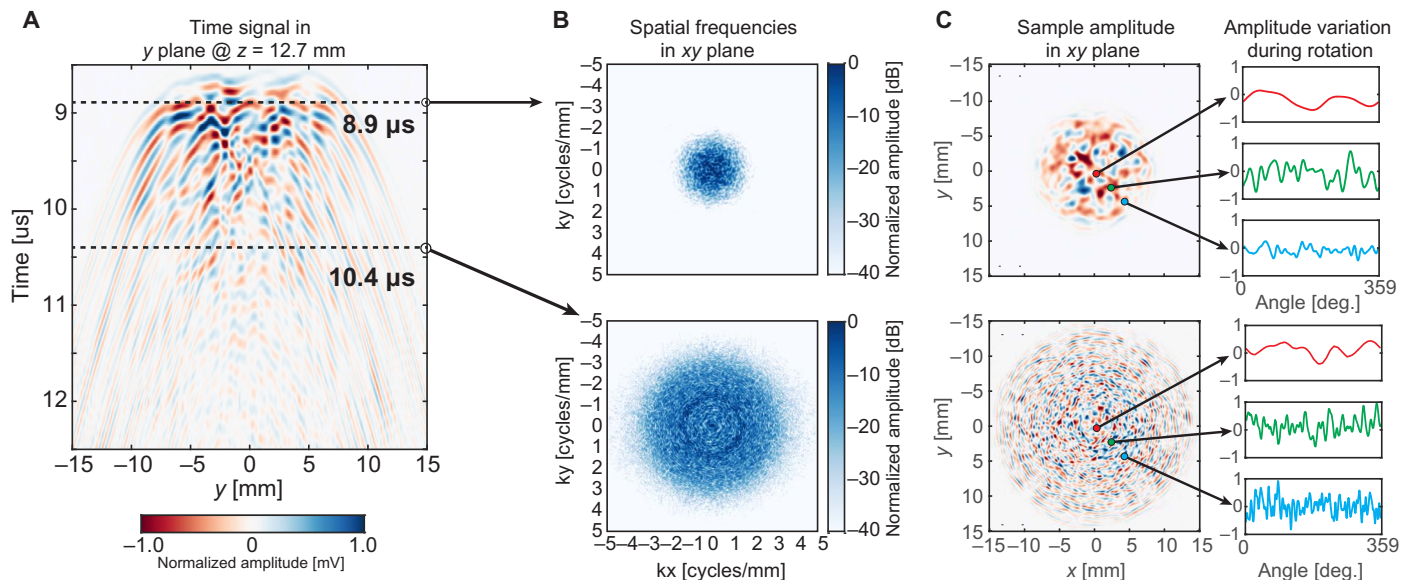 A
Time signal in
y plane @ z = 12.7 mm
9
10
11
12
Time [us]
8.9 µs
10.4 µs
−15
−10
−5
0
5
10
15
y [mm]
−1.0
0
1.0
Normalized amplitude [mV]
B
Spatial frequencies
in xy plane
−5
−4
−3
−2
−1
0
1
2
3
4
5
ky [cycles/mm]
0
−10
−20
−30
−40
Normalized amplitude [dB]
−5
−4
−3
−2
−1
0
1
2
3
4
5
ky [cycles/mm]
−5 −4 −3 −2 −1 0 1 2 3 4 5
kx [cycles/mm]
0
−10
−20
−30
−40
Normalized amplitude [dB]
C
Sample amplitude
in xy plane
−15
−10
−5
0
5
10
15
y [mm]
−15
−10
−5
0
5
10
15
y [mm]
−15 −10 −5 0 5 10 15
x [mm]
Amplitude variation
during rotation
1
0
−1
1
0
−1
1
0
−1
0
359
Angle [deg.]
1
0
−1
1
0
−1
1
0
−1
0
359
Angle [deg.]